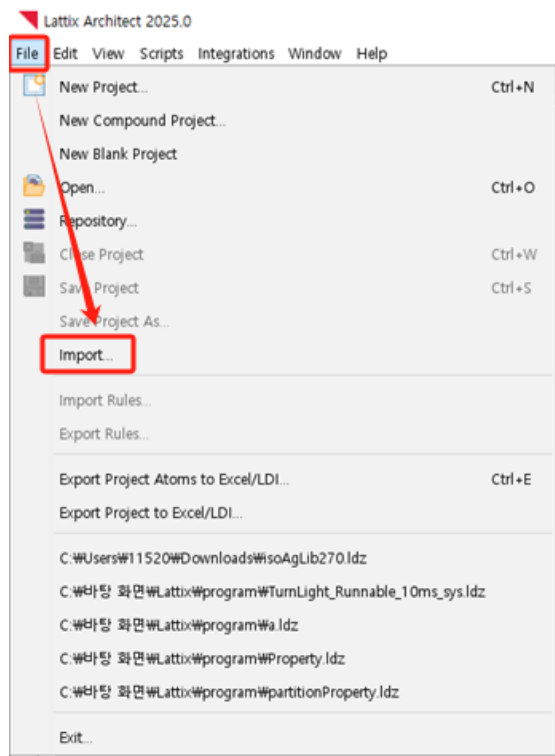 Lattix Architect 2025.0
File Edit View Scripts Integrations Window Help
New Project... Ctrl+N
New Compound Project...
New Blank Project
Open... Ctrl+O
Repository...
Close Project Ctrl+W
Save Project Ctrl+S
Save Project As...
Import...
Import Rules...
Export Rules...
Export Project Atoms to Excel/LDI... Ctrl+E
Export Project to Excel/LDI...
C:₩Users₩11520₩Downloads₩isoAgLib270.ldz
C:₩바탕 화면₩Lattix₩program₩TurnLight_Runnable_10ms_sys.ldz
C:₩바탕 화면₩Lattix₩program₩a.ldz
C:₩바탕 화면₩Lattix₩program₩Property.ldz
C:₩바탕 화면₩Lattix₩program₩partitionProperty.ldz
Exit...